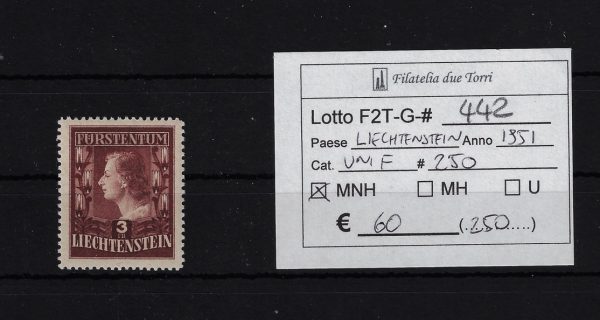 FÜRSTENTUM
3
FR
LIECHTENSTEIN
Filatelia due Torri
Lotto F2T-G-# 442
Paese LIECHTENSTEIN Anno 1951
Cat. UNIF # 250
☒ MNH ☐ MH ☐ U
€ 60 (.250....)